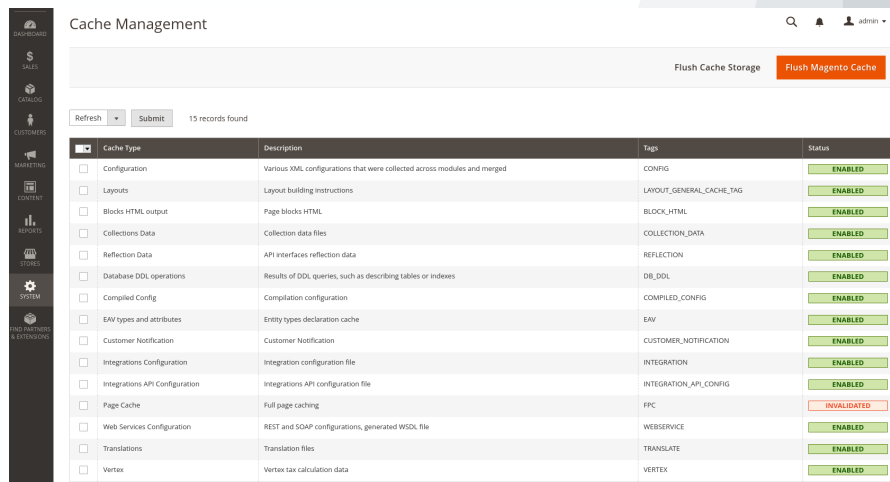 Cache Management
admin
DASHBOARD
SALES
CATALOG
CUSTOMERS
MARKETING
CONTENT
REPORTS
STORES
SYSTEM
FIND PARTNERS
& EXTENSIONS
Flush Cache Storage Flush Magento Cache
Refresh Submit 15 records found
Cache Type Description Tags Status
Configuration Various XML configurations that were collected across modules and merged CONFIG ENABLED
Layouts Layout building instructions LAYOUT_GENERAL_CACHE_TAG ENABLED
Blocks HTML output Page blocks HTML BLOCK_HTML ENABLED
Collections Data Collection data files COLLECTION_DATA ENABLED
Reflection Data API interfaces reflection data REFLECTION ENABLED
Database DDL operations Results of DDL queries, such as describing tables or indexes DB_DDL ENABLED
Compiled Config Compilation configuration COMPILED_CONFIG ENABLED
EAV types and attributes Entity types declaration cache EAV ENABLED
Customer Notification Customer Notification CUSTOMER_NOTIFICATION ENABLED
Integrations Configuration Integration configuration file INTEGRATION ENABLED
Integrations API Configuration Integrations API configuration file INTEGRATION_API_CONFIG ENABLED
Page Cache Full page caching FPC INVALIDATED
Web Services Configuration REST and SOAP configurations, generated WSDL file WEBSERVICE ENABLED
Translations Translation files TRANSLATE ENABLED
Vertex Vertex tax calculation data VERTEX ENABLED